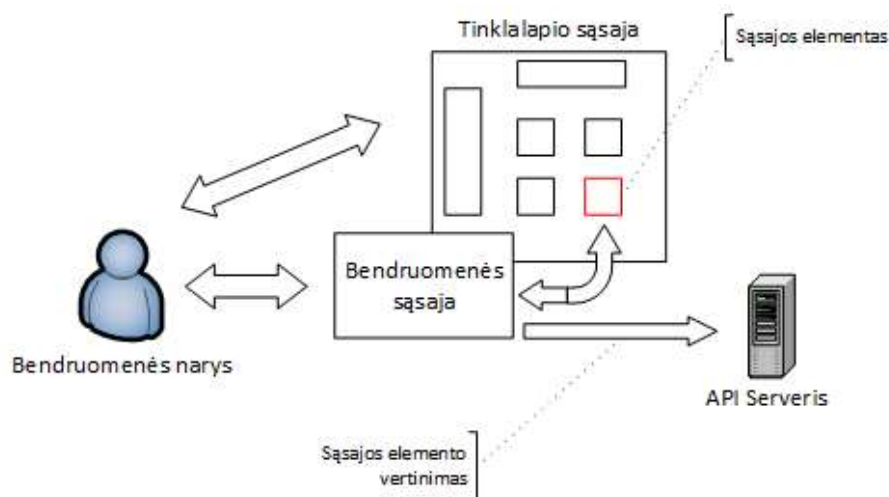 Tinklalapio sąsaja
Sąsajos elementas
Bendruomenės
sąsaja
Bendruomenės narys
API Serveris
Sąsajos elemento
vertinimas